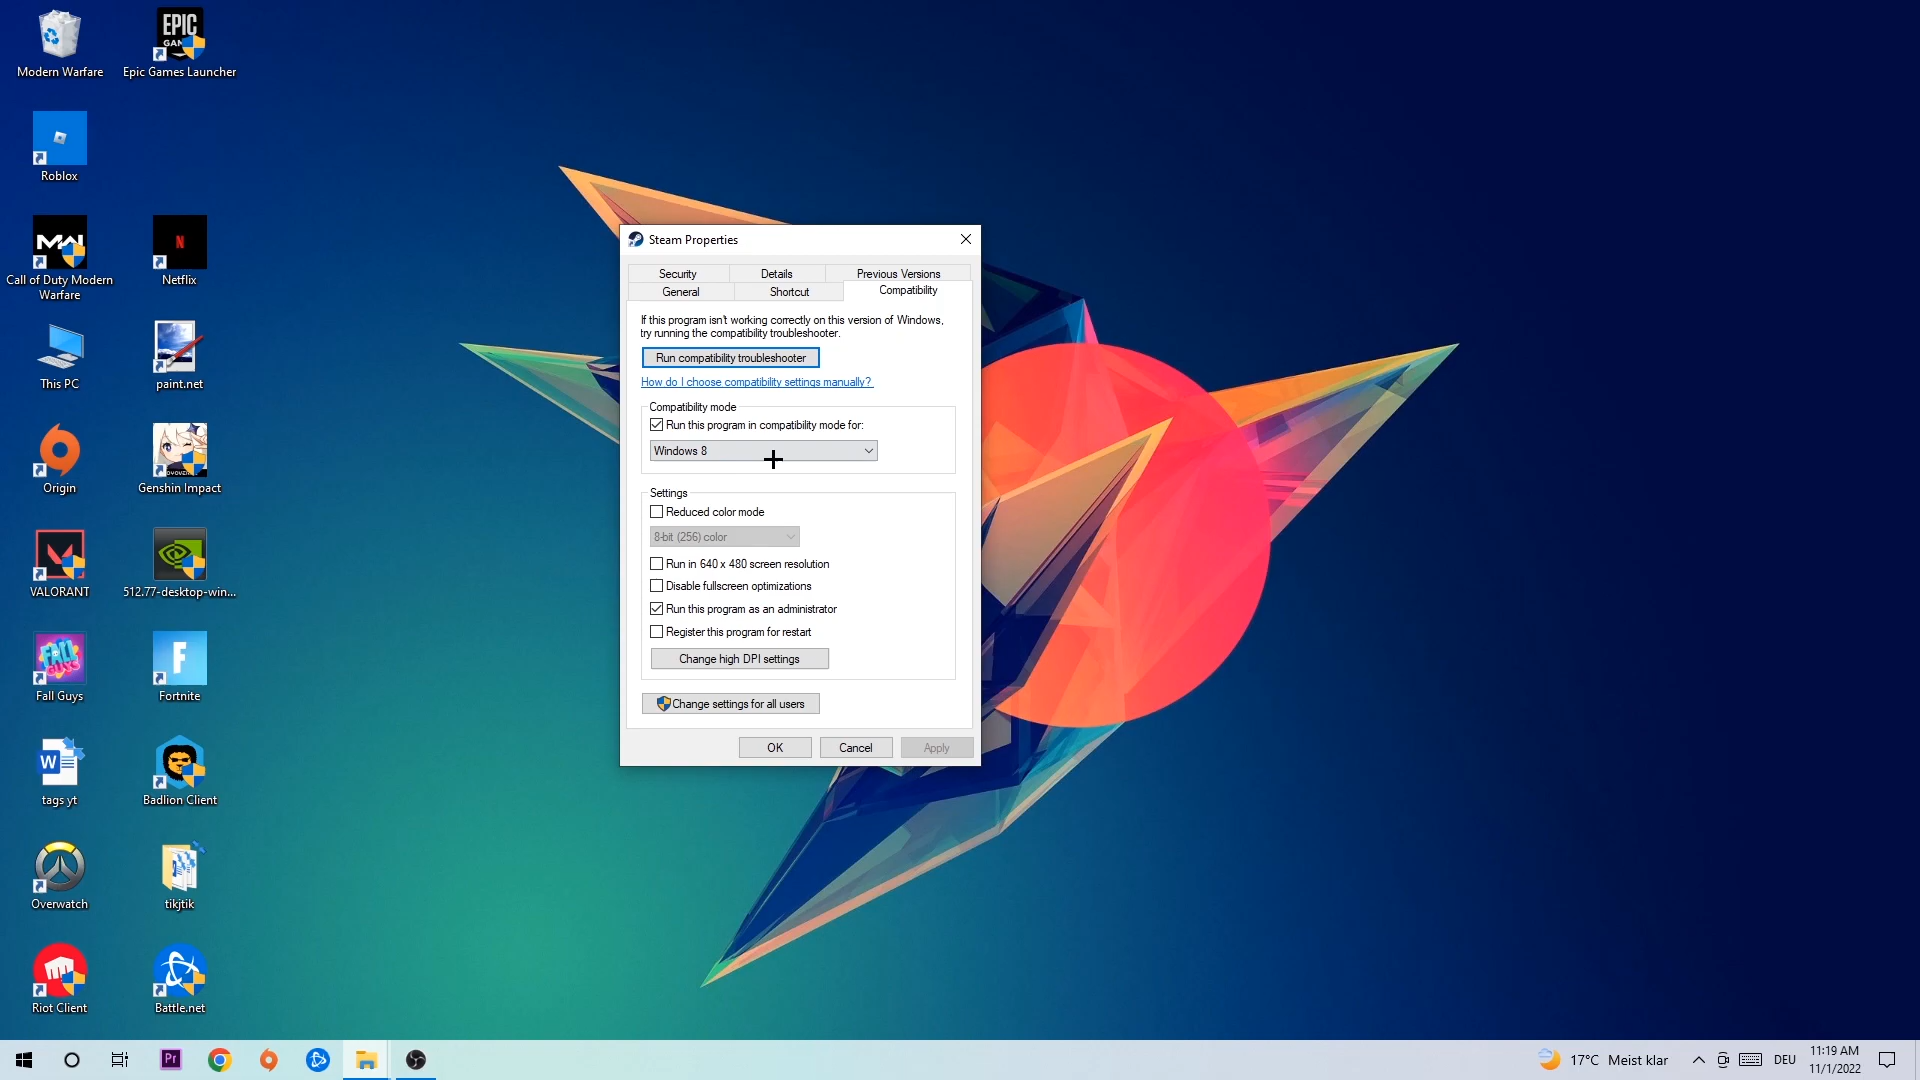 Modern Warfare
EPIC
GAMES
Epic Games Launcher
Roblox
MW
Call of Duty Modern
Warfare
N
Netflix
This PC
paint.net
Origin
Genshin Impact
VALORANT
512.77-desktop-win...
FALL
GUYS
Fall Guys
F
Fortnite
W
tags yt
Badlion Client
Overwatch
tikjtik
Riot Client
Battle.net
Steam Properties
Security
Details
Previous Versions
General
Shortcut
Compatibility
If this program isn't working correctly on this version of Windows,
try running the compatibility troubleshooter.
Run compatibility troubleshooter
How do I choose compatibility settings manually?
Compatibility mode
Run this program in compatibility mode for:
Windows 8
Settings
Reduced color mode
8-bit (256) color
Run in 640 x 480 screen resolution
Disable fullscreen optimizations
Run this program as an administrator
Register this program for restart
Change high DPI settings
Change settings for all users
OK
Cancel
Apply
Pr
17°C Meist klar
DEU
11:19 AM
11/1/2022